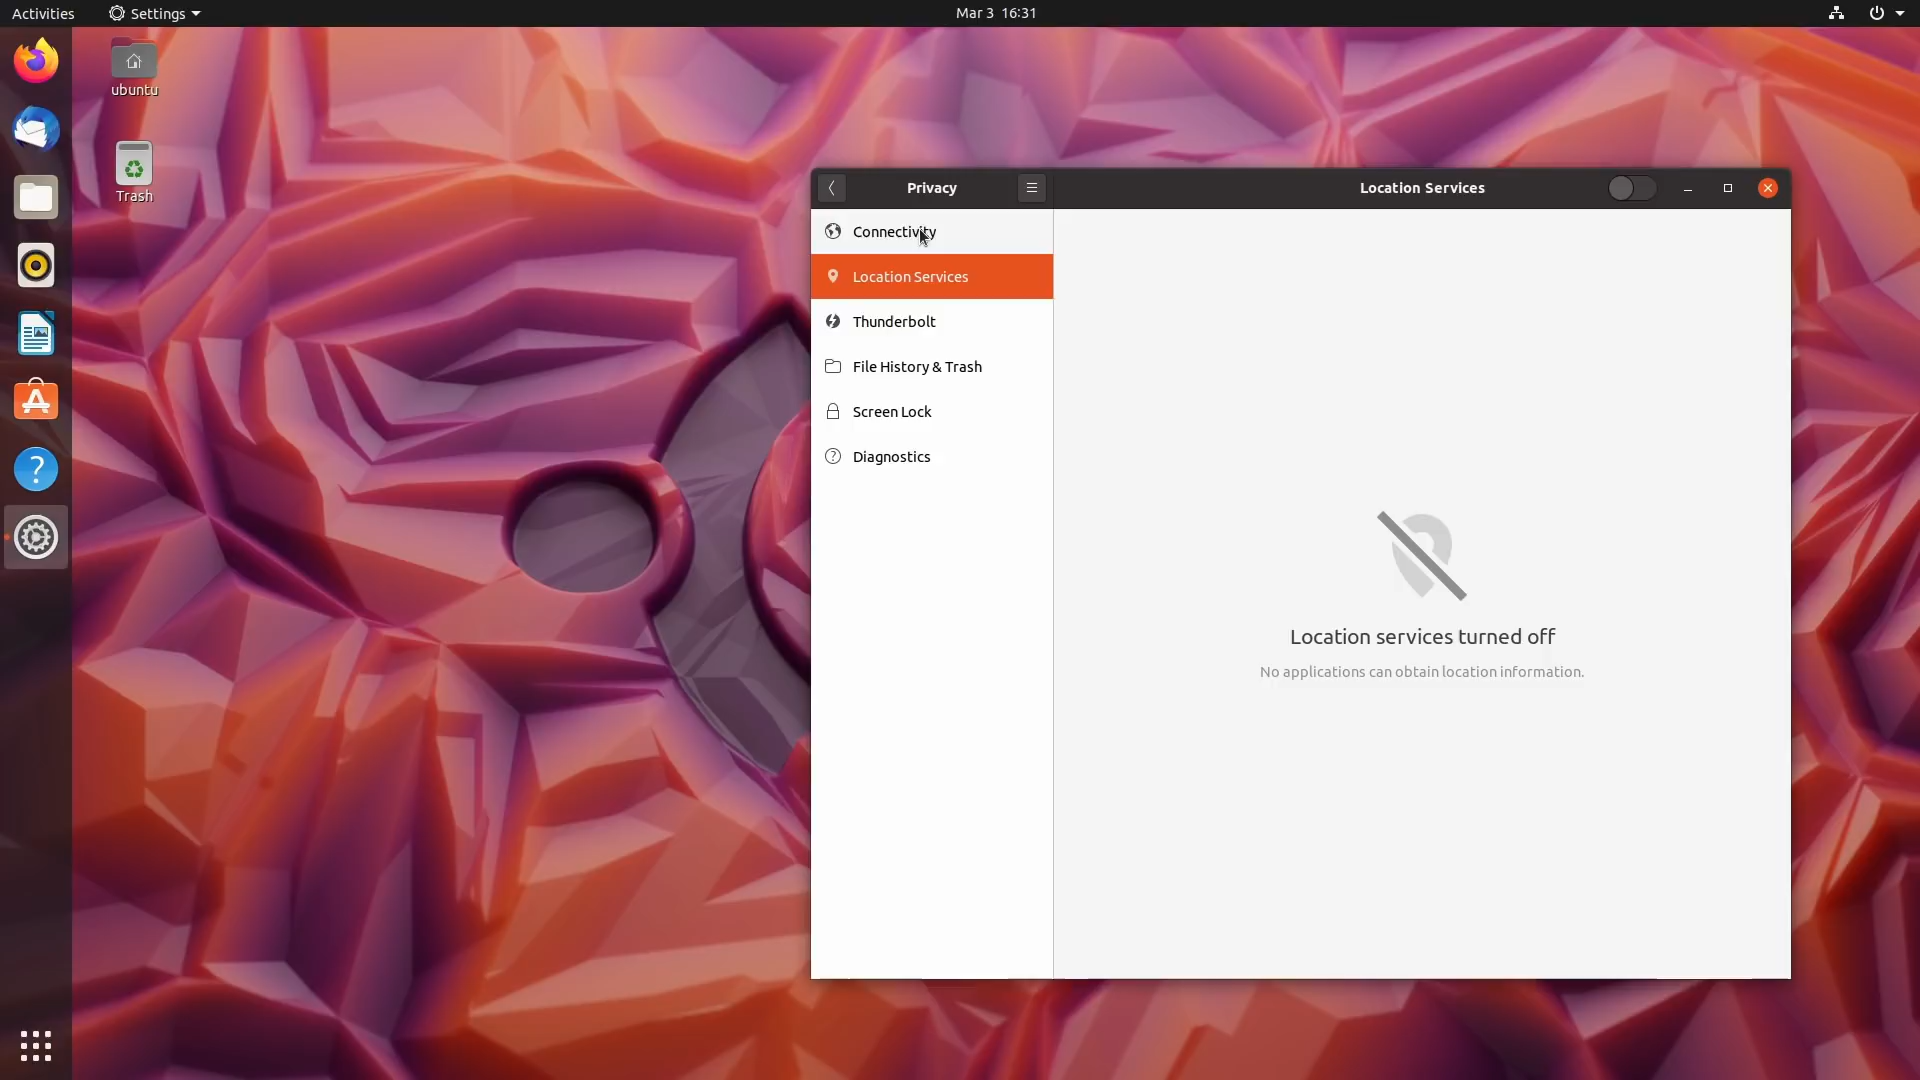 Activities
Settings
Mar 3 16:31
ubuntu
Trash
Privacy
Location Services
Connectivity
Location Services
Thunderbolt
File History & Trash
Screen Lock
Diagnostics
Location services turned off
No applications can obtain location information.